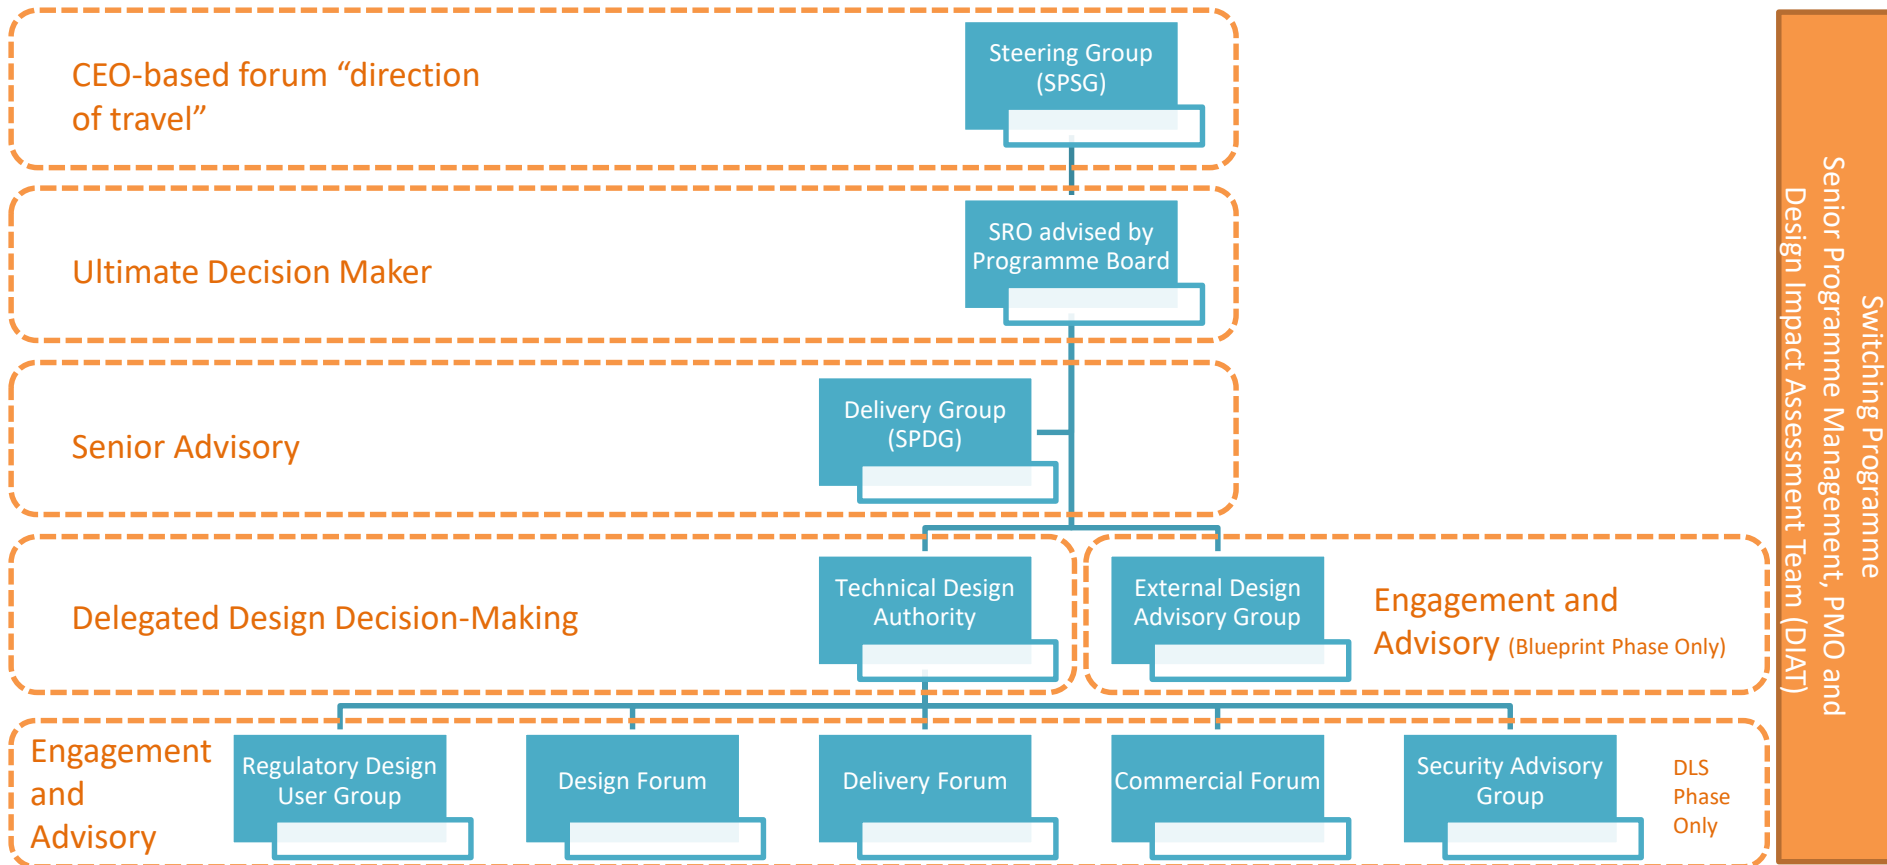 CEO-based forum “direction
of travel”
Steering Group
(SPSG)
Ultimate Decision Maker
SRO advised by
Programme Board
Senior Advisory
Delivery Group
(SPDG)
Delegated Design Decision-Making
Technical Design
Authority
External Design
Advisory Group
Engagement and
Advisory (Blueprint Phase Only)
Engagement
and
Advisory
Regulatory Design
User Group
Design Forum
Delivery Forum
Commercial Forum
Security Advisory
Group
DLS
Phase
Only
Switching Programme
Senior Programme Management, PMO and
Design Impact Assessment Team (DIAT)